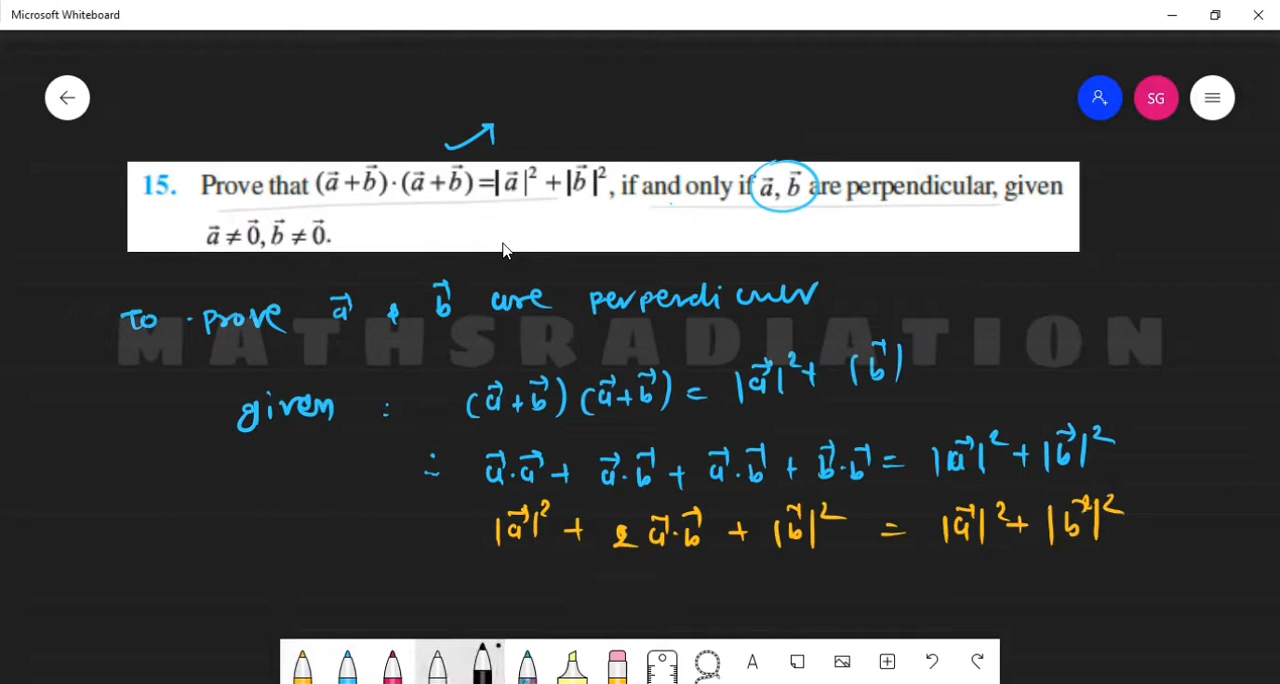 Microsoft Whiteboard
SG
15. Prove that (a⃗ + b⃗) · (a⃗ + b⃗) = |a⃗|² + |b⃗|², if and only if a⃗, b⃗ are perpendicular, given
a⃗ ≠ 0⃗, b⃗ ≠ 0⃗.
To prove a⃗ & b⃗ are perpendiculer
MATHSRADIATION
given : (a⃗ + b⃗) (a⃗ + b⃗) = |a⃗|² + |b⃗|
∴ a⃗·a⃗ + a⃗·b⃗ + a⃗·b⃗ + b⃗·b⃗ = |a⃗|² + |b⃗|²
|a⃗|² + 2 a⃗·b⃗ + |b⃗|² = |a⃗|² + |b⃗|²
A